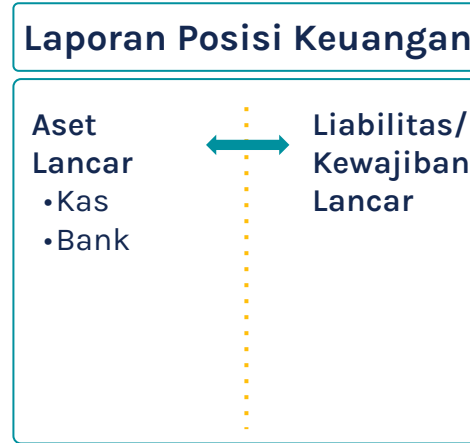 Laporan Posisi Keuangan
Aset
Lancar
•Kas
•Bank
Liabilitas/
Kewajiban
Lancar